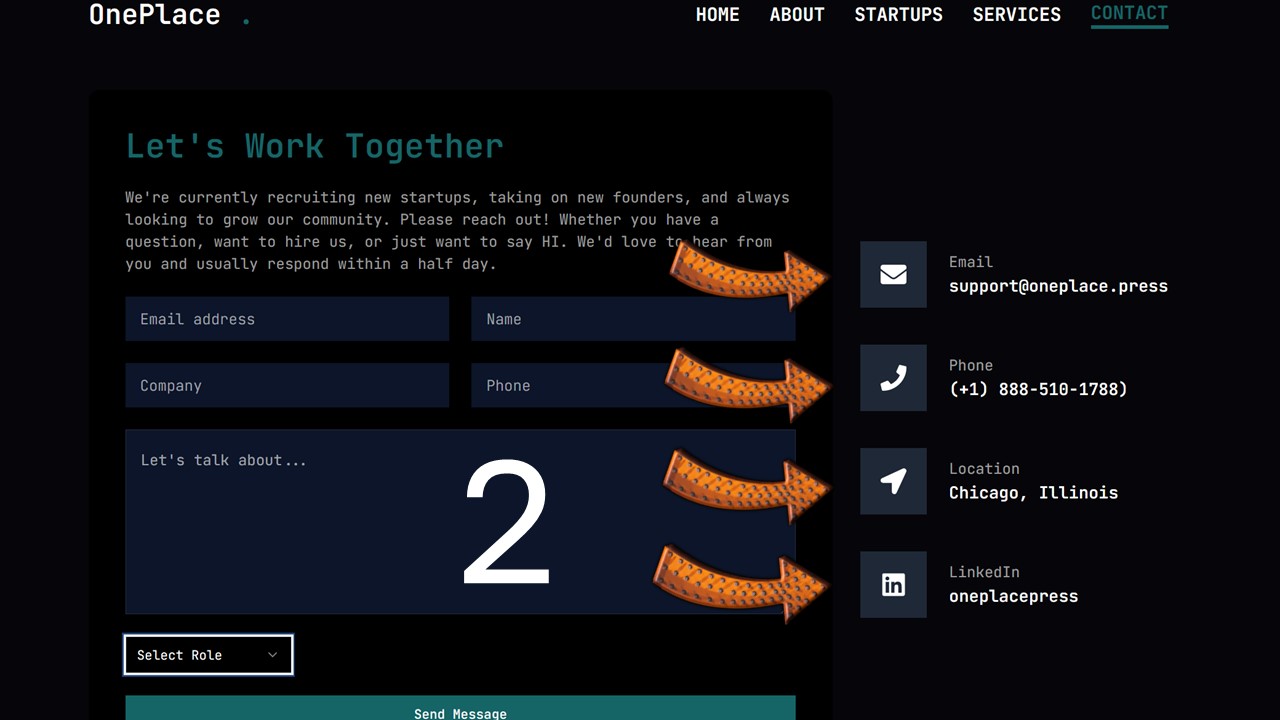 OnePlace .
HOME ABOUT STARTUPS SERVICES CONTACT
Let's Work Together
We're currently recruiting new startups, taking on new founders, and always
looking to grow our community. Please reach out! Whether you have a
question, want to hire us, or just want to say HI. We'd love to hear from
you and usually respond within a half day.
Email address
Name
Company
Phone
Let's talk about...
2
Select Role
Send Message
Email
support@oneplace.press
Phone
(+1) 888-510-1788)
Location
Chicago, Illinois
LinkedIn
oneplacepress